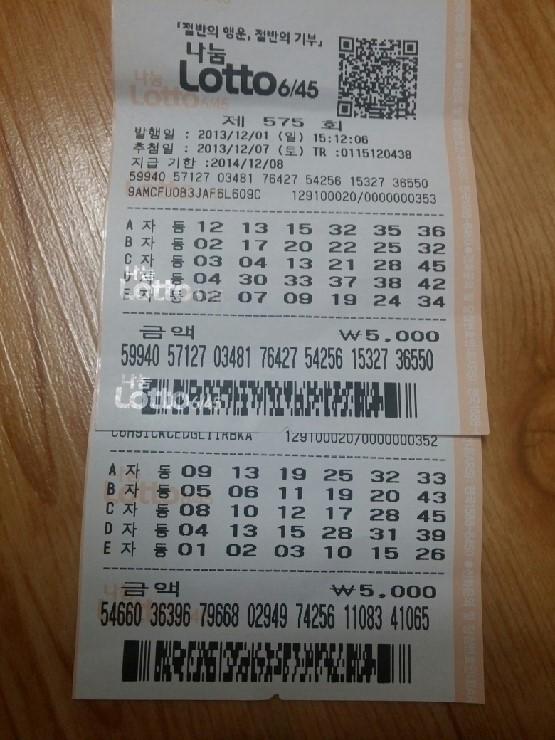 「절반의 행운, 절반의 기부」
나눔
Lotto 6/45
제 575 회
발행일 : 2013/12/01 (일) 15:12:06
추첨일 : 2013/12/07 (토) TR :0115120438
지급 기한 :2014/12/08
59940 57127 03481 76427 54256 15327 36550
9AMCFUOB3JAF6L609C 129100020/0000000353
A 자 동 12 13 15 32 35 36
B 자 동 02 17 20 22 25 32
C 자 동 03 04 13 21 28 45
D 자 동 04 30 33 37 38 42
E 자 동 02 07 09 19 24 34
금액 ₩5,000
59940 57127 03481 76427 54256 15327 36550
나눔
Lotto 6/45
129100020/0000000352
A 자 동 09 13 19 25 32 33
B 자 동 05 06 11 19 20 43
C 자 동 08 10 12 17 28 45
D 자 동 04 13 15 28 31 39
E 자 동 01 02 03 10 15 26
금액 ₩5,000
54660 36396 79668 02949 74256 11083 41065